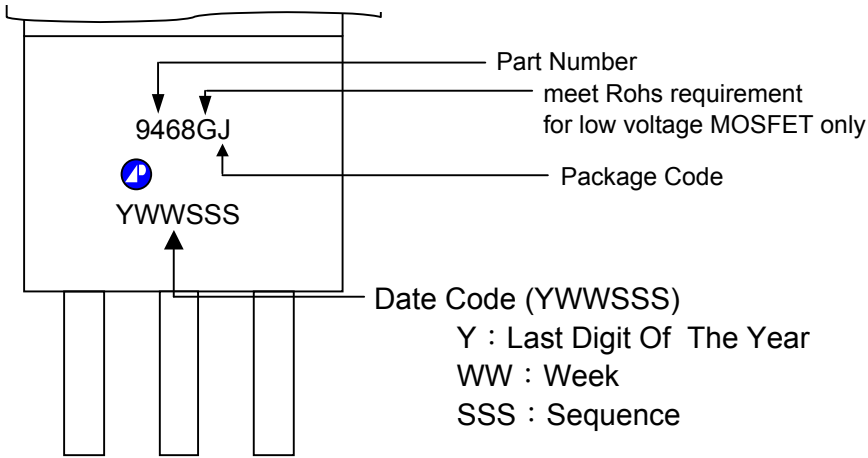 Part Number
meet Rohs requirement
for low voltage MOSFET only
9468GJ
Package Code
YWWSSS
Date Code (YWWSSS)
Y：Last Digit Of The Year
WW：Week
SSS：Sequence